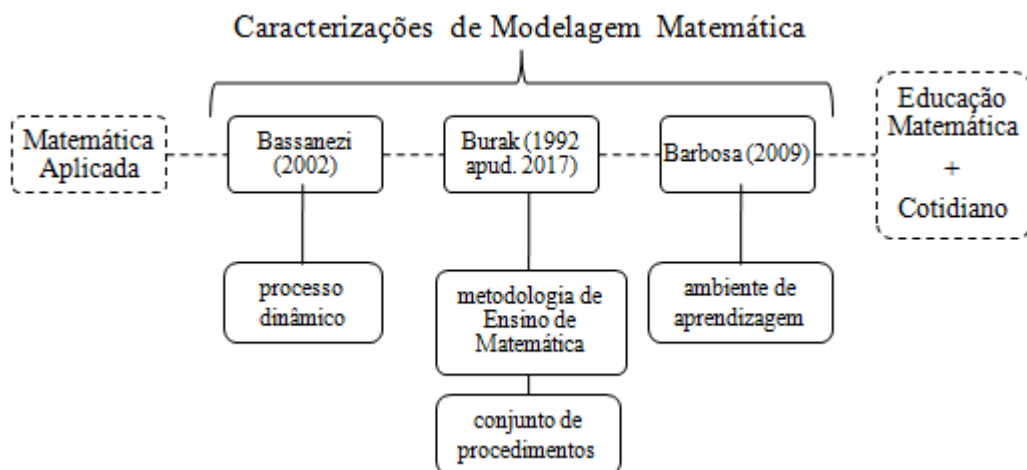 Caracterizações de Modelagem Matemática
Matemática
Aplicada
Bassanezi
(2002)
Burak (1992
apud. 2017)
Barbosa (2009)
Educação
Matemática
+
Cotidiano
processo
dinâmico
metodologia de
Ensino de
Matemática
ambiente de
aprendizagem
conjunto de
procedimentos